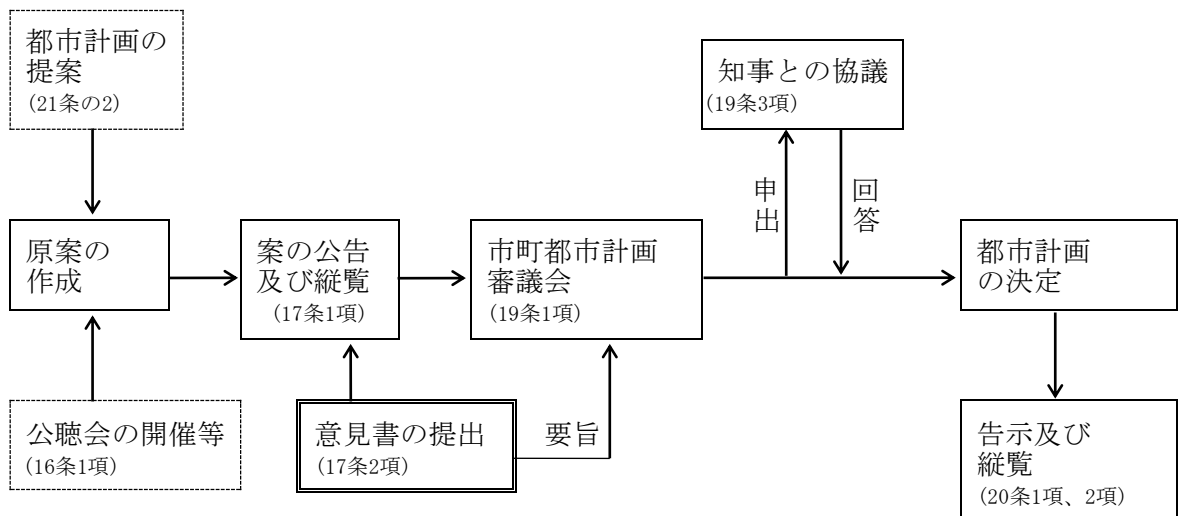 都市計画の
提案
(21条の2)
知事との協議
(19条3項)
申出
回答
原案の
作成
案の公告
及び縦覧
(17条1項)
市町都市計画
審議会
(19条1項)
都市計画
の決定
公聴会の開催等
(16条1項)
意見書の提出
(17条2項)
要旨
告示及び
縦覧
(20条1項、2項)